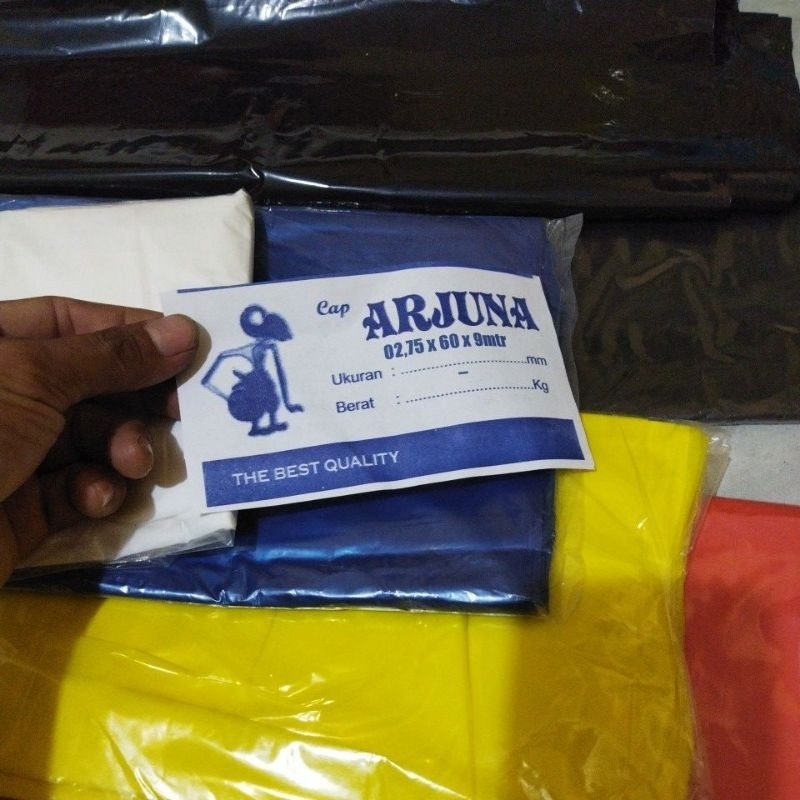 Cap ARJUNA
02,75 x 60 x 9mtr
Ukuran : ........................ – mm
Berat : ............................Kg
THE BEST QUALITY